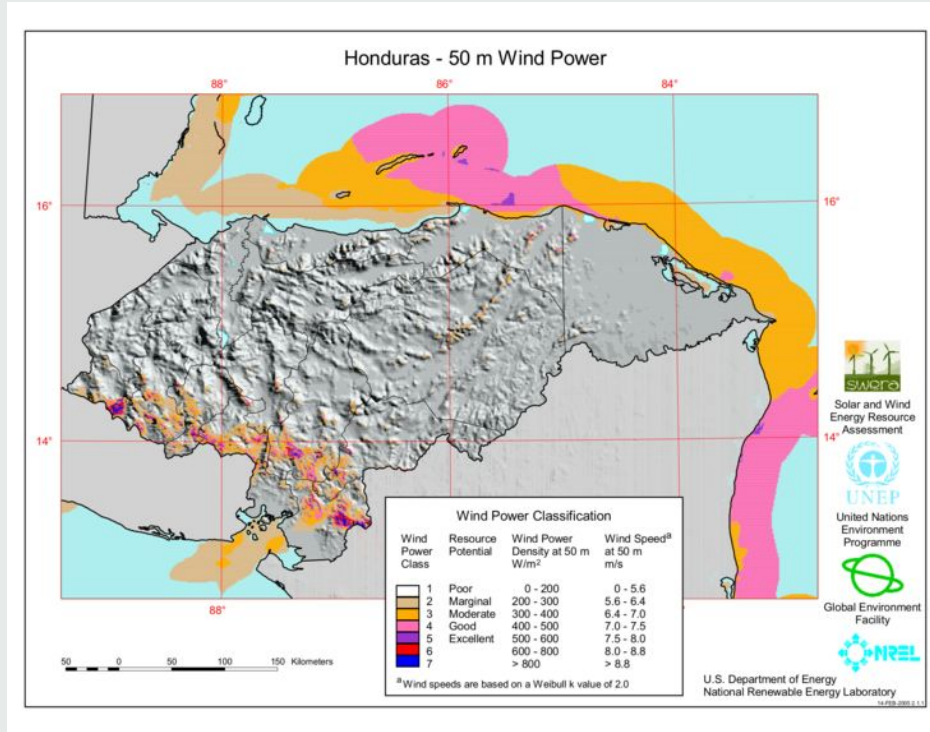 Honduras - 50 m Wind Power
88°
86°
84°
16°
16°
14°
14°
88°
Wind Power Classification
Wind Power Class
Resource Potential
Wind Power Density at 50 m W/m²
Wind Speedᵃ at 50 m m/s
1 Poor 0 - 200 0 - 5.6
2 Marginal 200 - 300 5.6 - 6.4
3 Moderate 300 - 400 6.4 - 7.0
4 Good 400 - 500 7.0 - 7.5
5 Excellent 500 - 600 7.5 - 8.0
6 600 - 800 8.0 - 8.8
7 > 800 > 8.8
ᵃWind speeds are based on a Weibull k value of 2.0
50 0 50 100 150 Kilometers
swera
Solar and Wind
Energy Resource
Assessment
UNEP
United Nations
Environment
Programme
Global Environment
Facility
NREL
U.S. Department of Energy
National Renewable Energy Laboratory